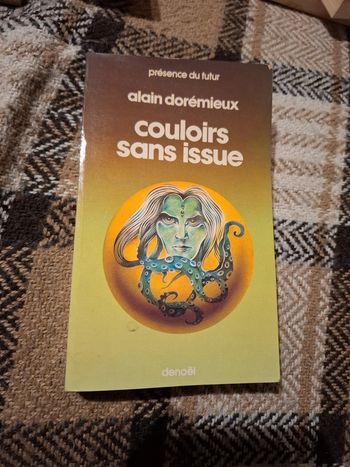 présence du futur
alain dorémieux
couloirs
sans issue
denoël